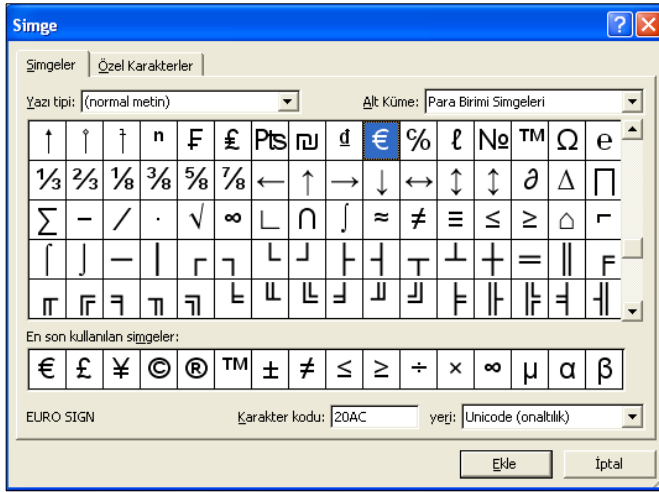 Simge
Simgeler Özel Karakterler
Yazı tipi: (normal metin) Alt Küme: Para Birimi Simgeleri
ⁿ ₣ ₤ ₧ ₪ ₫ € ℅ ℓ № ™ Ω ℮
⅓ ⅔ ⅛ ⅜ ⅝ ⅞ ← ↑ → ↓ ↔ ↕ ↨ ∂ ∆ ∏
∑ − ∕ ∙ √ ∞ ∟ ∩ ∫ ≈ ≠ ≡ ≤ ≥ ⌂ ⌐
⌠ ⌡ ─ │ ┌ ┐ └ ┘ ├ ┤ ┬ ┴ ┼ ═ ║ ╒
╓ ╔ ╕ ╖ ╗ ╘ ╙ ╚ ╛ ╜ ╝ ╞ ╟ ╠ ╡ ╢
En son kullanılan simgeler:
€ £ ¥ © ® ™ ± ≠ ≤ ≥ ÷ × ∞ µ α β
EURO SIGN Karakter kodu: 20AC yeri: Unicode (onaltılık)
Ekle İptal